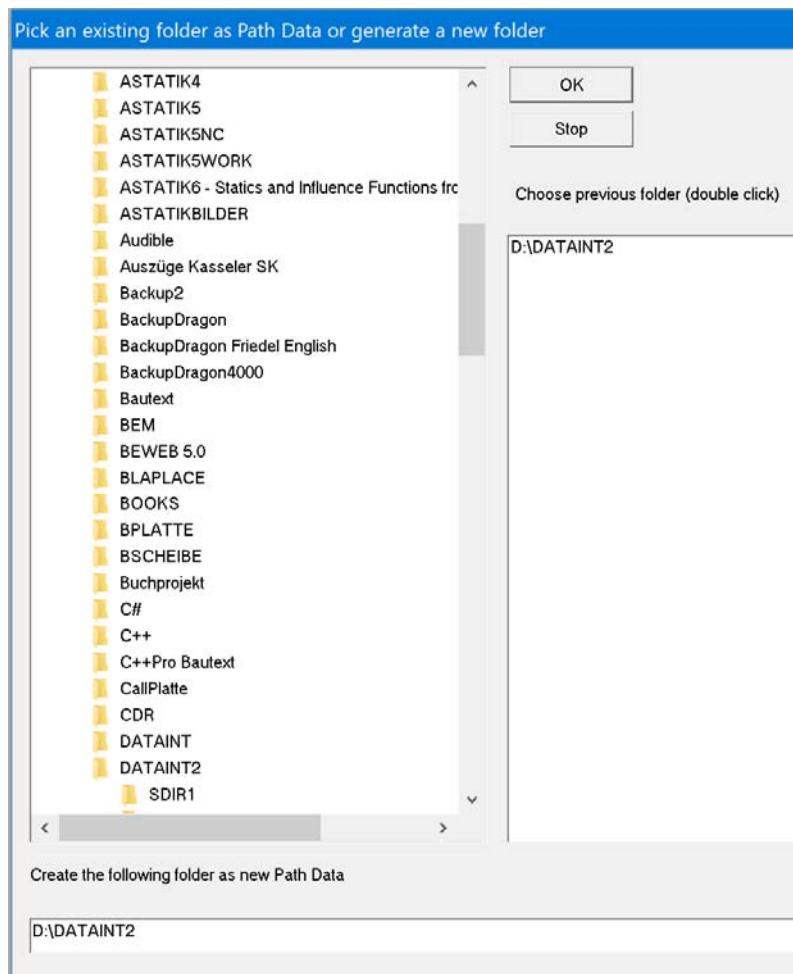 Pick an existing folder as Path Data or generate a new folder
ASTATIK4
ASTATIK5
ASTATIK5NC
ASTATIK5WORK
ASTATIK6 - Statics and Influence Functions frc
ASTATIKBILDER
Audible
Auszüge Kasseler SK
Backup2
BackupDragon
BackupDragon Friedel English
BackupDragon4000
Bautext
BEM
BEWEB 5.0
BLAPLACE
BOOKS
BPLATTE
BSCHEIBE
Buchprojekt
C#
C++
C++Pro Bautext
CallPlatte
CDR
DATAINT
DATAINT2
SDIR1
OK
Stop
Choose previous folder (double click)
D:\DATAINT2
Create the following folder as new Path Data
D:\DATAINT2